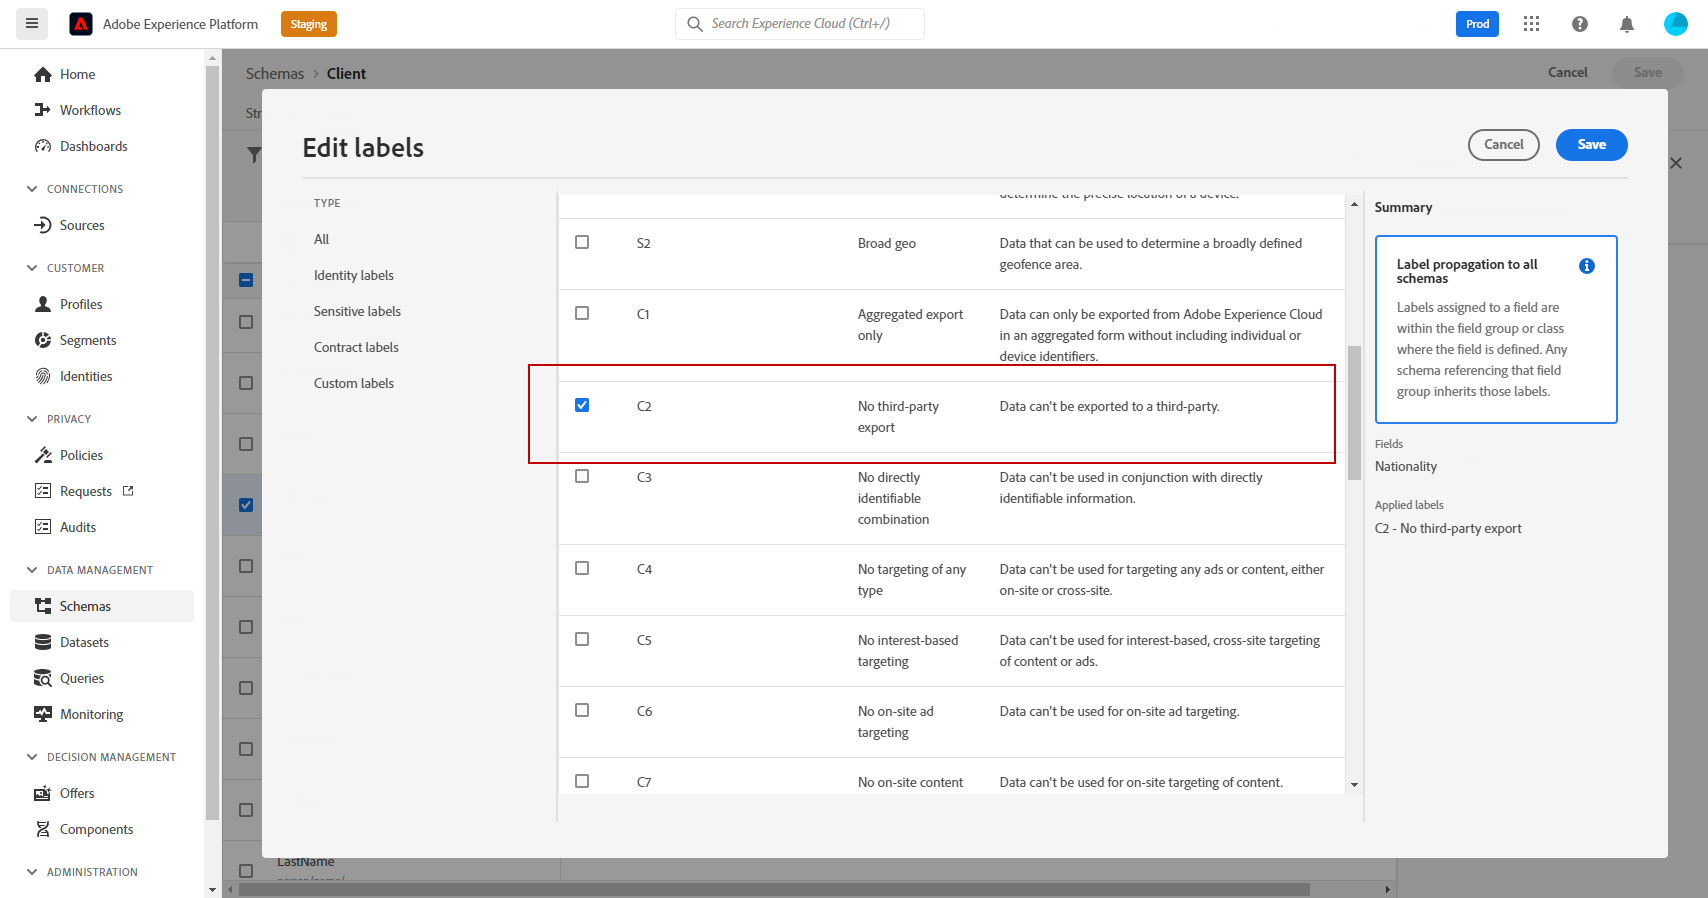 Adobe Experience Platform
Staging
Search Experience Cloud (Ctrl+/)
Prod
Home
Workflows
Dashboards
CONNECTIONS
Sources
CUSTOMER
Profiles
Segments
Identities
PRIVACY
Policies
Requests
Audits
DATA MANAGEMENT
Schemas
Datasets
Queries
Monitoring
DECISION MANAGEMENT
Offers
Components
ADMINISTRATION
Schemas > Client
Cancel
Save
Str
Edit labels
Cancel
Save
TYPE
All
Identity labels
Sensitive labels
Contract labels
Custom labels
determine the precise location of a device.
S2
Broad geo
Data that can be used to determine a broadly defined
geofence area.
C1
Aggregated export
only
Data can only be exported from Adobe Experience Cloud
in an aggregated form without including individual or
device identifiers.
C2
No third-party
export
Data can't be exported to a third-party.
C3
No directly
identifiable
combination
Data can't be used in conjunction with directly
identifiable information.
C4
No targeting of any
type
Data can't be used for targeting any ads or content, either
on-site or cross-site.
C5
No interest-based
targeting
Data can't be used for interest-based, cross-site targeting
of content or ads.
C6
No on-site ad
targeting
Data can't be used for on-site ad targeting.
C7
No on-site content
Data can't be used for on-site targeting of content.
Summary
Label propagation to all
schemas
Labels assigned to a field are
within the field group or class
where the field is defined. Any
schema referencing that field
group inherits those labels.
Fields
Nationality
Applied labels
C2 - No third-party export
LastName